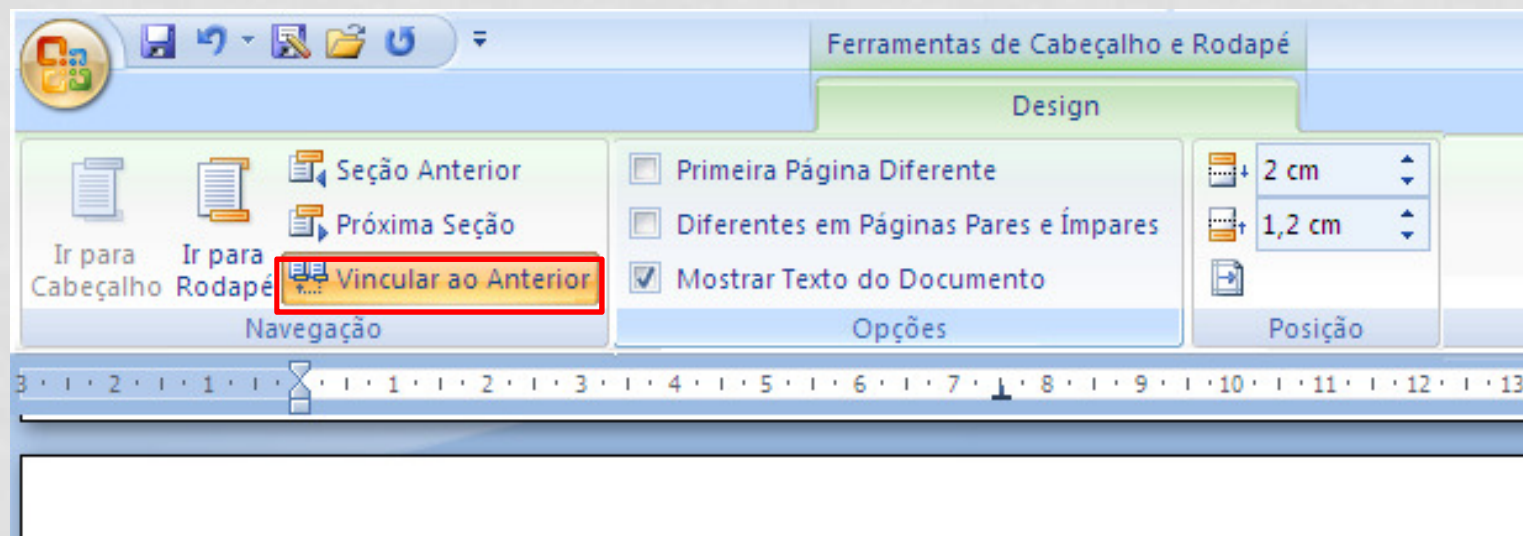 Ferramentas de Cabeçalho e Rodapé
Design
Ir para Cabeçalho
Ir para Rodapé
Seção Anterior
Próxima Seção
Vincular ao Anterior
Navegação
Primeira Página Diferente
Diferentes em Páginas Pares e Ímpares
Mostrar Texto do Documento
Opções
2 cm
1,2 cm
Posição
3 2 1 1 2 3 4 5 6 7 8 9 10 11 12 13